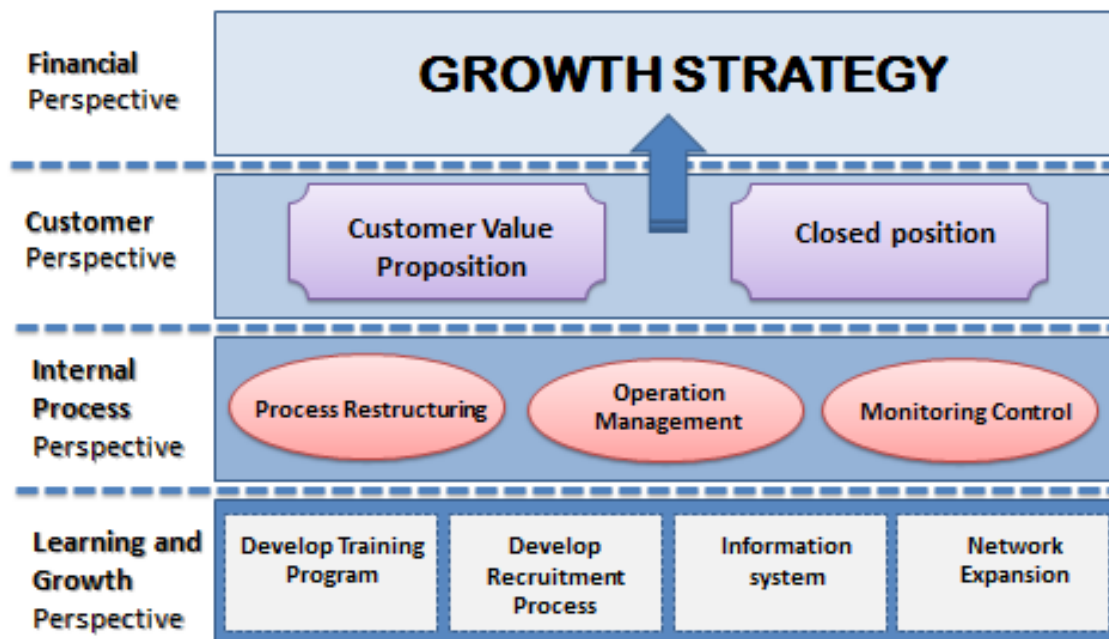 Financial
Perspective
GROWTH STRATEGY
Customer
Perspective
Customer Value
Proposition
Closed position
Internal
Process
Perspective
Process Restructuring
Operation
Management
Monitoring Control
Learning and
Growth
Perspective
Develop Training
Program
Develop
Recruitment
Process
Information
system
Network
Expansion